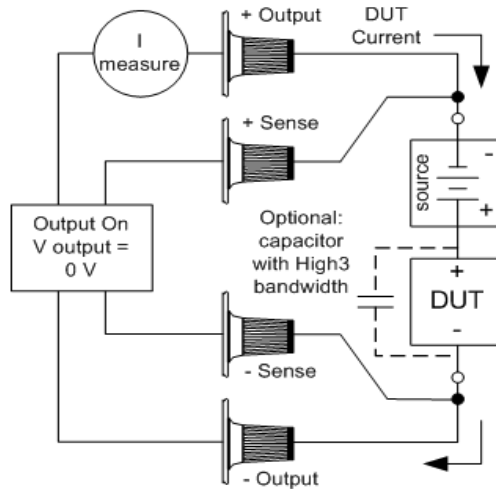 + Output
DUT
Current
I
measure
+ Sense
-
source
+
Output On
V output =
0 V
Optional:
capacitor
with High3
bandwidth
+
DUT
-
- Sense
- Output